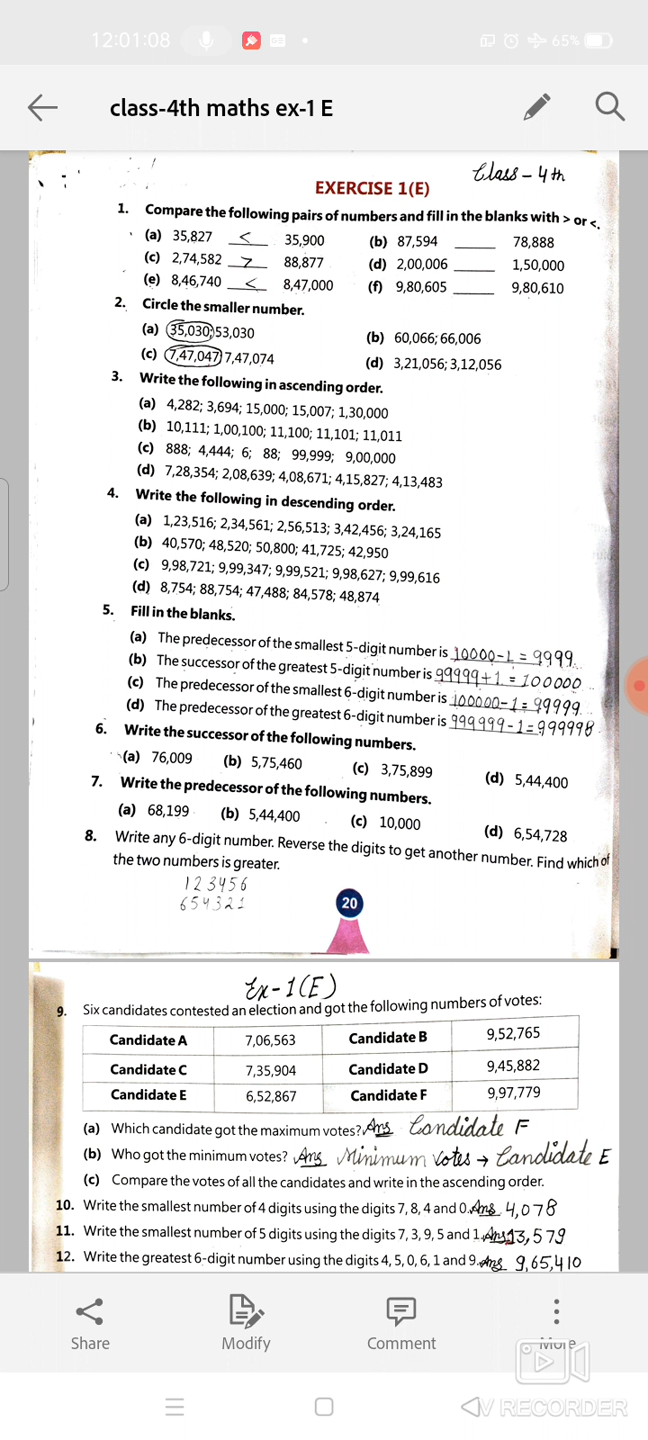 12:01:08 65%
class-4th maths ex-1 E
Class - 4th
EXERCISE 1(E)
1. Compare the following pairs of numbers and fill in the blanks with > or <.
(a) 35,827 < 35,900 (b) 87,594 ____ 78,888
(c) 2,74,582 > 88,877 (d) 2,00,006 ____ 1,50,000
(e) 8,46,740 < 8,47,000 (f) 9,80,605 ____ 9,80,610
2. Circle the smaller number.
(a) 35,030; 53,030 (b) 60,066; 66,006
(c) 7,47,047; 7,47,074 (d) 3,21,056; 3,12,056
3. Write the following in ascending order.
(a) 4,282; 3,694; 15,000; 15,007; 1,30,000
(b) 10,111; 1,00,100; 11,100; 11,101; 11,011
(c) 888; 4,444; 6; 88; 99,999; 9,00,000
(d) 7,28,354; 2,08,639; 4,08,671; 4,15,827; 4,13,483
4. Write the following in descending order.
(a) 1,23,516; 2,34,561; 2,56,513; 3,42,456; 3,24,165
(b) 40,570; 48,520; 50,800; 41,725; 42,950
(c) 9,98,721; 9,99,347; 9,99,521; 9,98,627; 9,99,616
(d) 8,754; 88,754; 47,488; 84,578; 48,874
5. Fill in the blanks.
(a) The predecessor of the smallest 5-digit number is 10000-1 = 9999.
(b) The successor of the greatest 5-digit number is 99999+1 = 100000
(c) The predecessor of the smallest 6-digit number is 100000-1 = 99999.
(d) The predecessor of the greatest 6-digit number is 999999-1=999998
6. Write the successor of the following numbers.
(a) 76,009 (b) 5,75,460 (c) 3,75,899 (d) 5,44,400
7. Write the predecessor of the following numbers.
(a) 68,199 (b) 5,44,400 (c) 10,000 (d) 6,54,728
8. Write any 6-digit number. Reverse the digits to get another number. Find which of
the two numbers is greater.
123456
654321
20
Ex-1(E)
9. Six candidates contested an election and got the following numbers of votes:
Candidate A 7,06,563 Candidate B 9,52,765
Candidate C 7,35,904 Candidate D 9,45,882
Candidate E 6,52,867 Candidate F 9,97,779
(a) Which candidate got the maximum votes? Ans Candidate F
(b) Who got the minimum votes? Ans Minimum votes → Candidate E
(c) Compare the votes of all the candidates and write in the ascending order.
10. Write the smallest number of 4 digits using the digits 7, 8, 4 and 0. Ans 4,078
11. Write the smallest number of 5 digits using the digits 7, 3, 9, 5 and 1. Ans 13,579
12. Write the greatest 6-digit number using the digits 4, 5, 0, 6, 1 and 9. Ans 9,65,410
Share Modify Comment More
V RECORDER